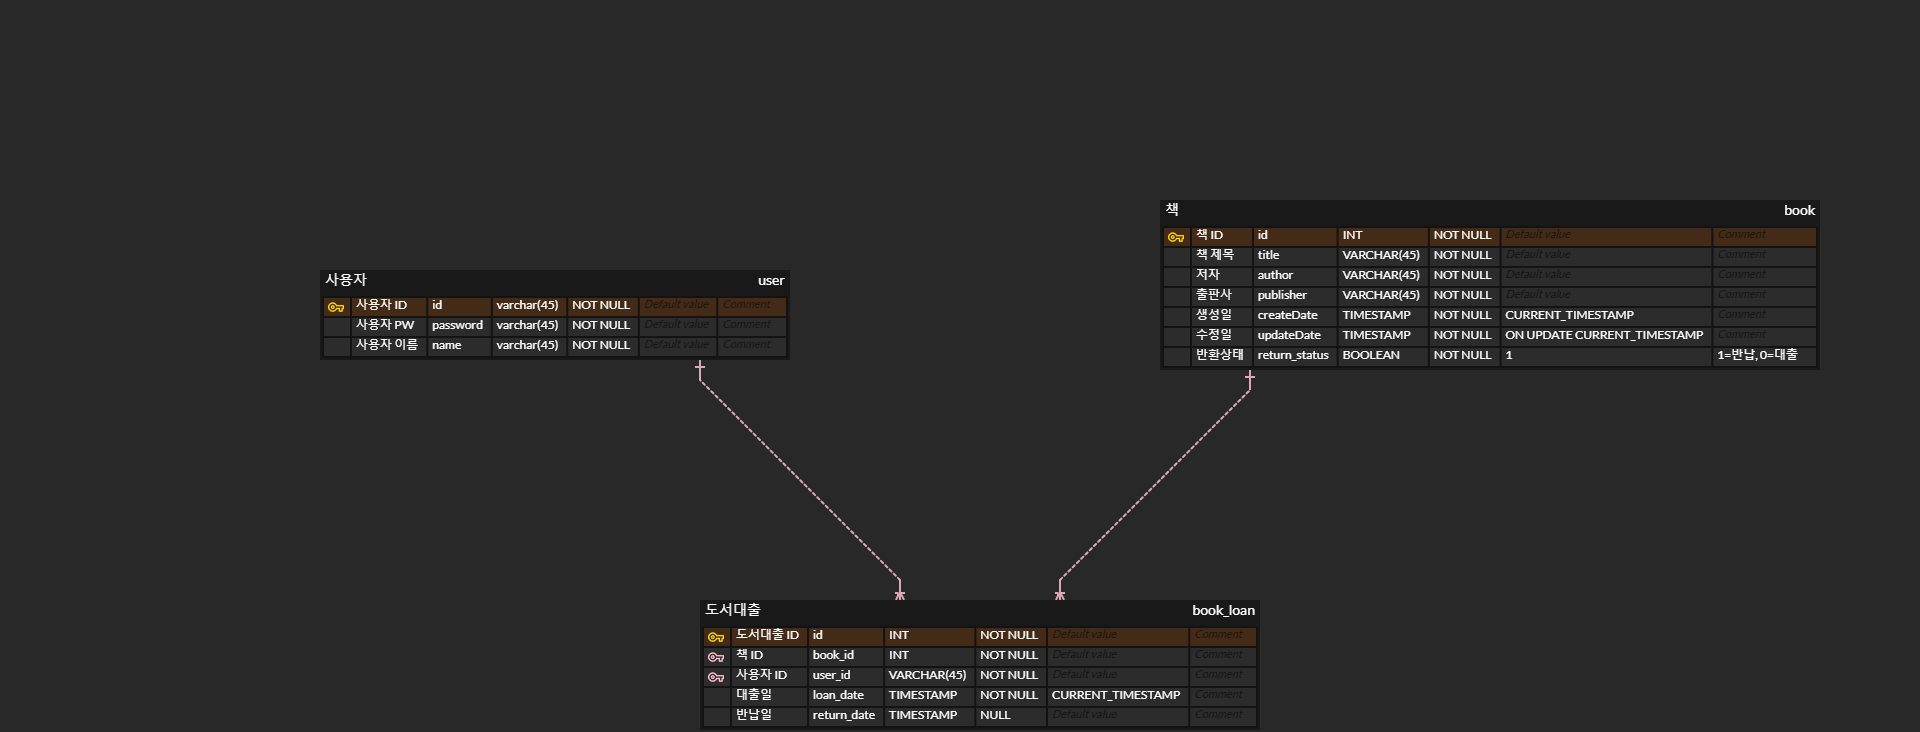 사용자 user
사용자 ID id varchar(45) NOT NULL Default value Comment
사용자 PW password varchar(45) NOT NULL Default value Comment
사용자 이름 name varchar(45) NOT NULL Default value Comment
책 book
책 ID id INT NOT NULL Default value Comment
책 제목 title VARCHAR(45) NOT NULL Default value Comment
저자 author VARCHAR(45) NOT NULL Default value Comment
출판사 publisher VARCHAR(45) NOT NULL Default value Comment
생성일 createDate TIMESTAMP NOT NULL CURRENT_TIMESTAMP Comment
수정일 updateDate TIMESTAMP NOT NULL ON UPDATE CURRENT_TIMESTAMP Comment
반환상태 return_status BOOLEAN NOT NULL 1 1=반납, 0=대출
도서대출 book_loan
도서대출 ID id INT NOT NULL Default value Comment
책 ID book_id INT NOT NULL Default value Comment
사용자 ID user_id VARCHAR(45) NOT NULL Default value Comment
대출일 loan_date TIMESTAMP NOT NULL CURRENT_TIMESTAMP Comment
반납일 return_date TIMESTAMP NULL Default value Comment